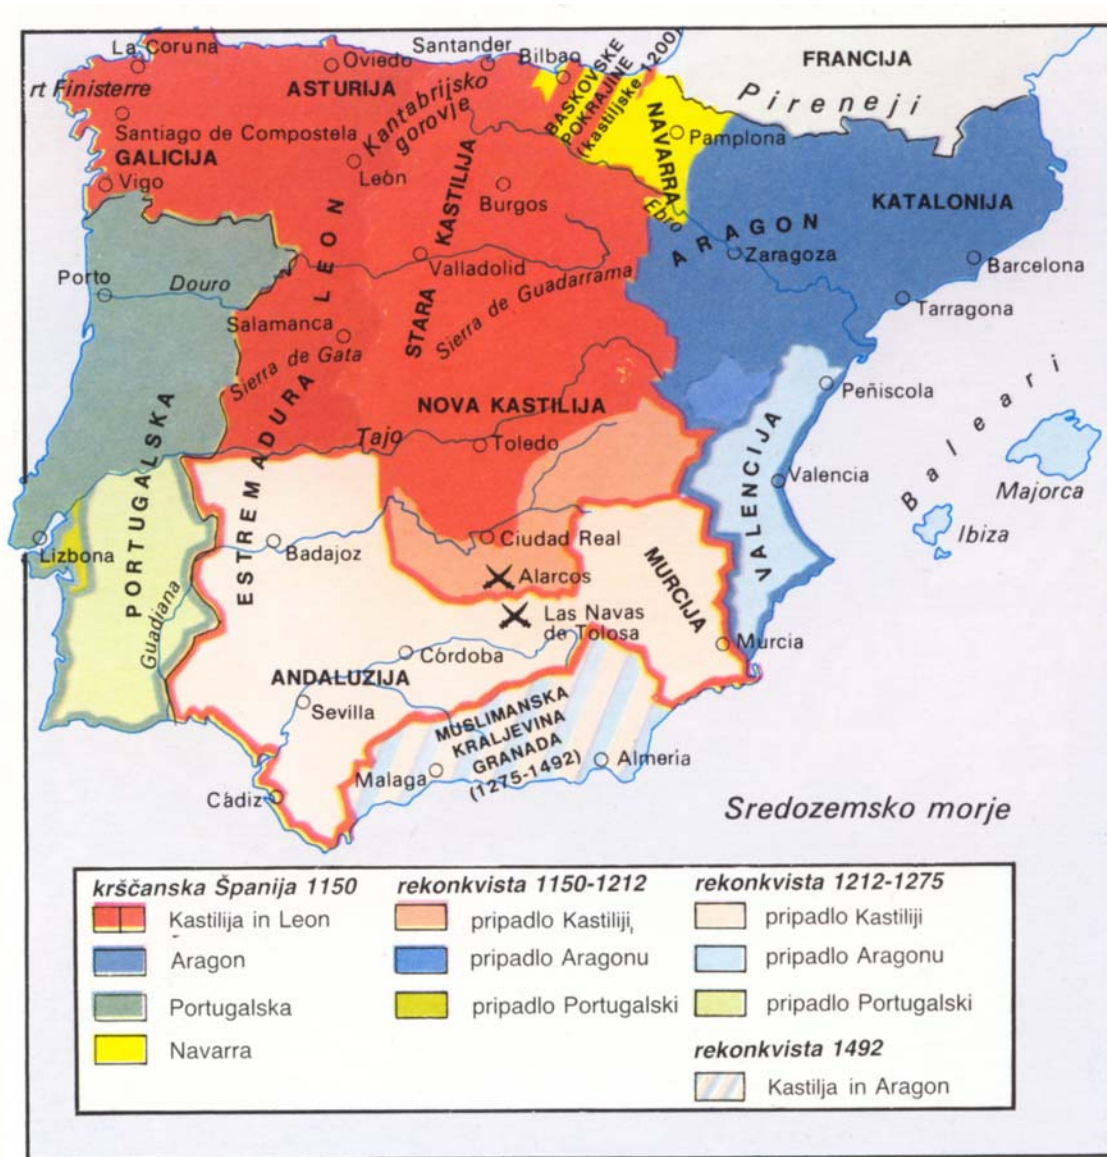 La Coruna
Oviedo
Santander
Bilbao
BASKOVSKE
POKRAJINE
(kastiljske 1200)
FRANCIJA
rt Finisterre
ASTURIJA
Kantabrijsko
gorovje
Pireneji
Santiago de Compostela
GALICIJA
Vigo
León
Burgos
NAVARRA
Pamplona
Ebro
ARAGON
KATALONIJA
Zaragoza
Barcelona
Tarragona
Porto
Douro
LEON
STARA KASTILIJA
Valladolid
Sierra de Guadarrama
Salamanca
Sierra de Gata
Peñiscola
Baleari
NOVA KASTILIJA
Tajo
Toledo
PORTUGALSKA
ESTREMADURA
VALENCIJA
Valencia
Majorca
Ibiza
Lizbona
Badajoz
Ciudad Real
Alarcos
Guadiana
MURCIJA
Las Navas
de Tolosa
Murcia
Córdoba
ANDALUZIJA
Sevilla
MUSLIMANSKA
KRALJEVINA
GRANADA
(1275-1492)
Malaga
Almería
Cádiz
Sredozemsko morje
krščanska Španija 1150
Kastilija in Leon
Aragon
Portugalska
Navarra
rekonkvista 1150-1212
pripadlo Kastiliji,
pripadlo Aragonu
pripadlo Portugalski
rekonkvista 1212-1275
pripadlo Kastiliji
pripadlo Aragonu
pripadlo Portugalski
rekonkvista 1492
Kastilja in Aragon